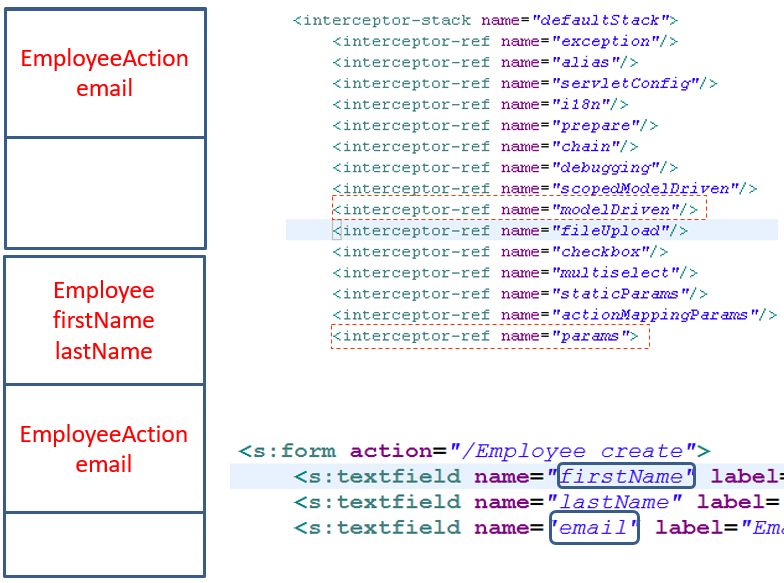 EmployeeAction
email
Employee
firstName
lastName
EmployeeAction
email
<interceptor-stack name="defaultStack">
<interceptor-ref name="exception"/>
<interceptor-ref name="alias"/>
<interceptor-ref name="servletConfig"/>
<interceptor-ref name="i18n"/>
<interceptor-ref name="prepare"/>
<interceptor-ref name="chain"/>
<interceptor-ref name="debugging"/>
<interceptor-ref name="scopedModelDriven"/>
<interceptor-ref name="modelDriven"/>
<interceptor-ref name="fileUpload"/>
<interceptor-ref name="checkbox"/>
<interceptor-ref name="multiselect"/>
<interceptor-ref name="staticParams"/>
<interceptor-ref name="actionMappingParams"/>
<interceptor-ref name="params">
<s:form action="/Employee_create">
<s:textfield name="firstName" label=
<s:textfield name="lastName" label=
<s:textfield name="email" label="Ema